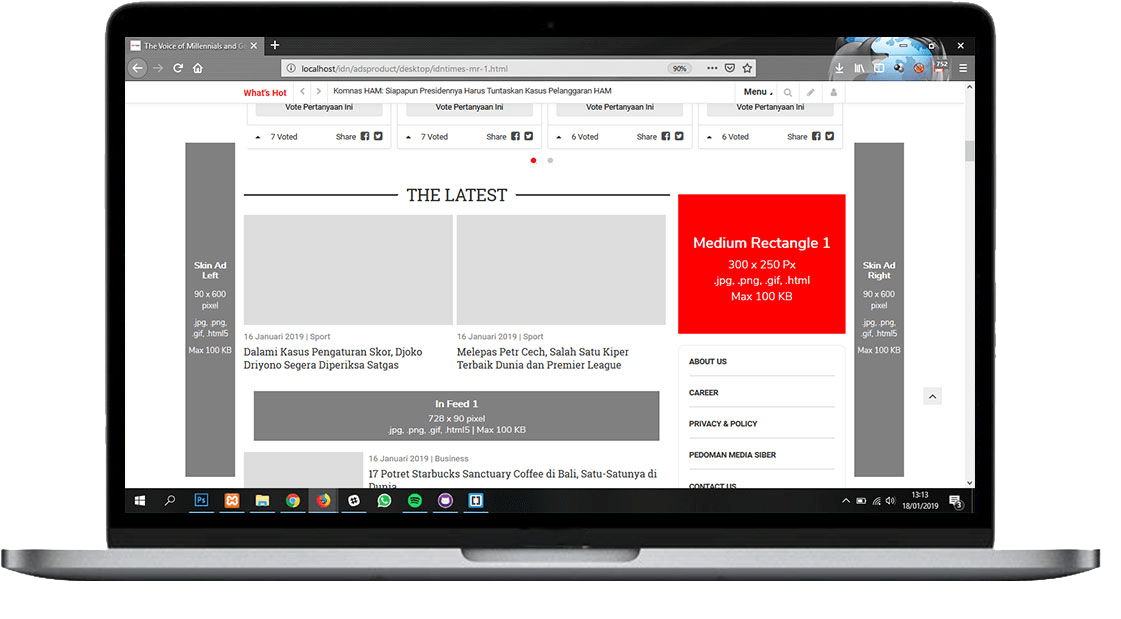 The Voice of Millennials and G
localhost/idn/adsproduct/desktop/idntimes-mr-1.html
90%
752
What's Hot
Komnas HAM: Siapapun Presidennya Harus Tuntaskan Kasus Pelanggaran HAM
Menu
Vote Pertanyaan Ini
Vote Pertanyaan Ini
Vote Pertanyaan Ini
Vote Pertanyaan Ini
7 Voted
Share
7 Voted
Share
6 Voted
Share
6 Voted
Share
THE LATEST
Skin Ad
Left
90 x 600
pixel
.jpg, .png,
.gif, .html5
Max 100 KB
16 Januari 2019 | Sport
Dalami Kasus Pengaturan Skor, Djoko
Driyono Segera Diperiksa Satgas
16 Januari 2019 | Sport
Melepas Petr Cech, Salah Satu Kiper
Terbaik Dunia dan Premier League
In Feed 1
728 x 90 pixel
.jpg, .png, .gif, .html5 | Max 100 KB
16 Januari 2019 | Business
17 Potret Starbucks Sanctuary Coffee di Bali, Satu-Satunya di
Dunia
Medium Rectangle 1
300 x 250 Px
.jpg, .png, .gif, .html
Max 100 KB
ABOUT US
CAREER
PRIVACY & POLICY
PEDOMAN MEDIA SIBER
CONTACT US
Skin Ad
Right
90 x 600
pixel
.jpg, .png,
.gif, .html5
Max 100 KB
Ps
13:13
18/01/2019
3